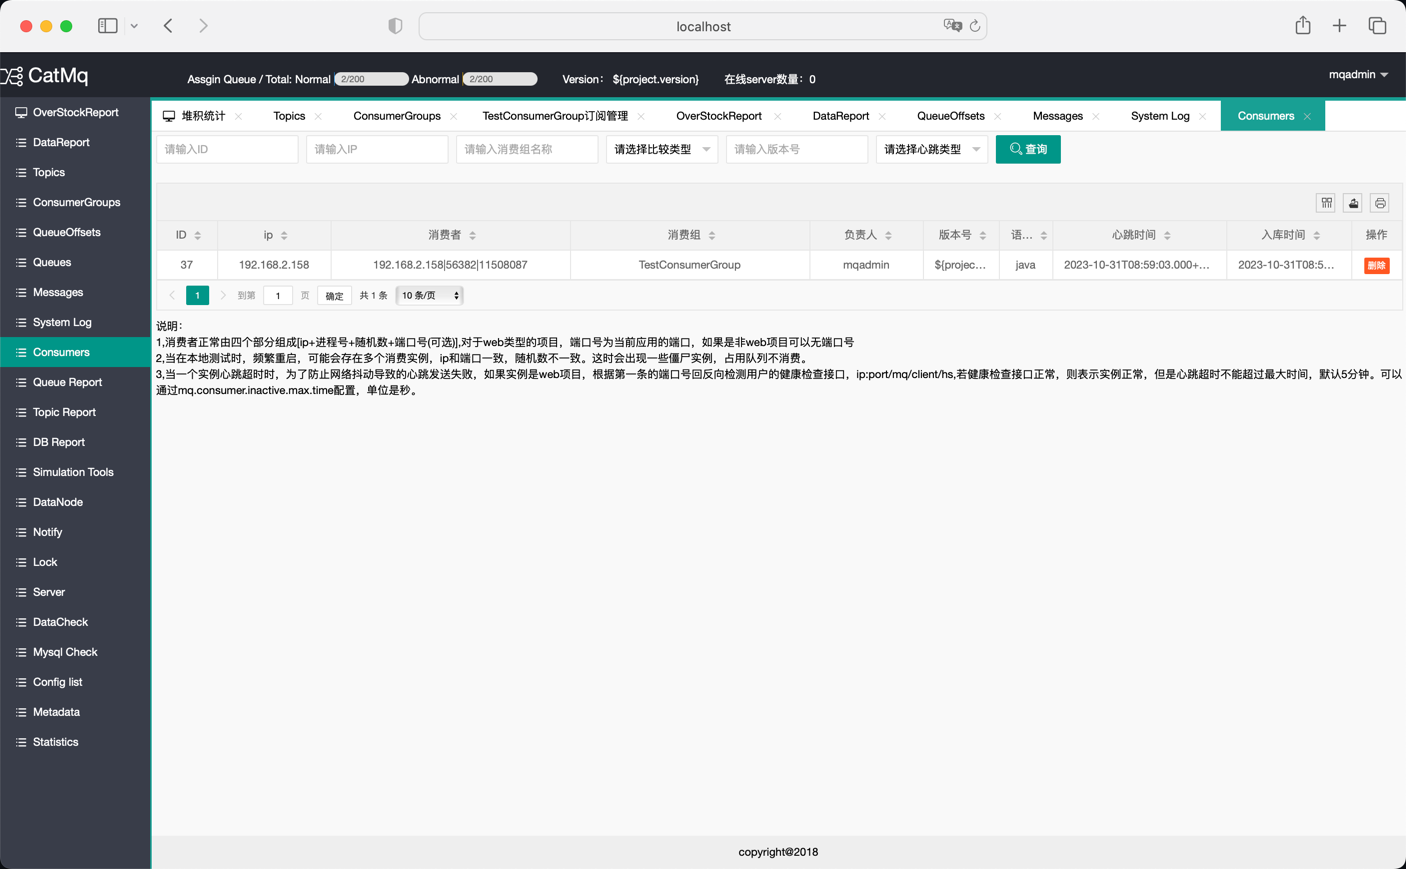 localhost
CatMq
Assgin Queue / Total: Normal 2/200 Abnormal 2/200 Version： ${project.version} 在线server数量：0
mqadmin
OverStockReport
DataReport
Topics
ConsumerGroups
QueueOffsets
Queues
Messages
System Log
Consumers
Queue Report
Topic Report
DB Report
Simulation Tools
DataNode
Notify
Lock
Server
DataCheck
Mysql Check
Config list
Metadata
Statistics
堆积统计 Topics ConsumerGroups TestConsumerGroup订阅管理 OverStockReport DataReport QueueOffsets Messages System Log Consumers
请输入ID 请输入IP 请输入消费组名称 请选择比较类型 请输入版本号 请选择心跳类型 查询
ID ip 消费者 消费组 负责人 版本号 语... 心跳时间 入库时间 操作
37 192.168.2.158 192.168.2.158|56382|11508087 TestConsumerGroup mqadmin ${projec... java 2023-10-31T08:59:03.000+... 2023-10-31T08:5... 删除
1 到第 1 页 确定 共 1 条 10 条/页
说明：
1,消费者正常由四个部分组成[ip+进程号+随机数+端口号(可选)],对于web类型的项目，端口号为当前应用的端口，如果是非web项目可以无端口号
2,当在本地测试时，频繁重启，可能会存在多个消费实例，ip和端口一致，随机数不一致。这时会出现一些僵尸实例，占用队列不消费。
3,当一个实例心跳超时时，为了防止网络抖动导致的心跳发送失败，如果实例是web项目，根据第一条的端口号回反向检测用户的健康检查接口，ip:port/mq/client/hs,若健康检查接口正常，则表示实例正常，但是心跳超时不能超过最大时间，默认5分钟。可以
通过mq.consumer.inactive.max.time配置，单位是秒。
copyright@2018